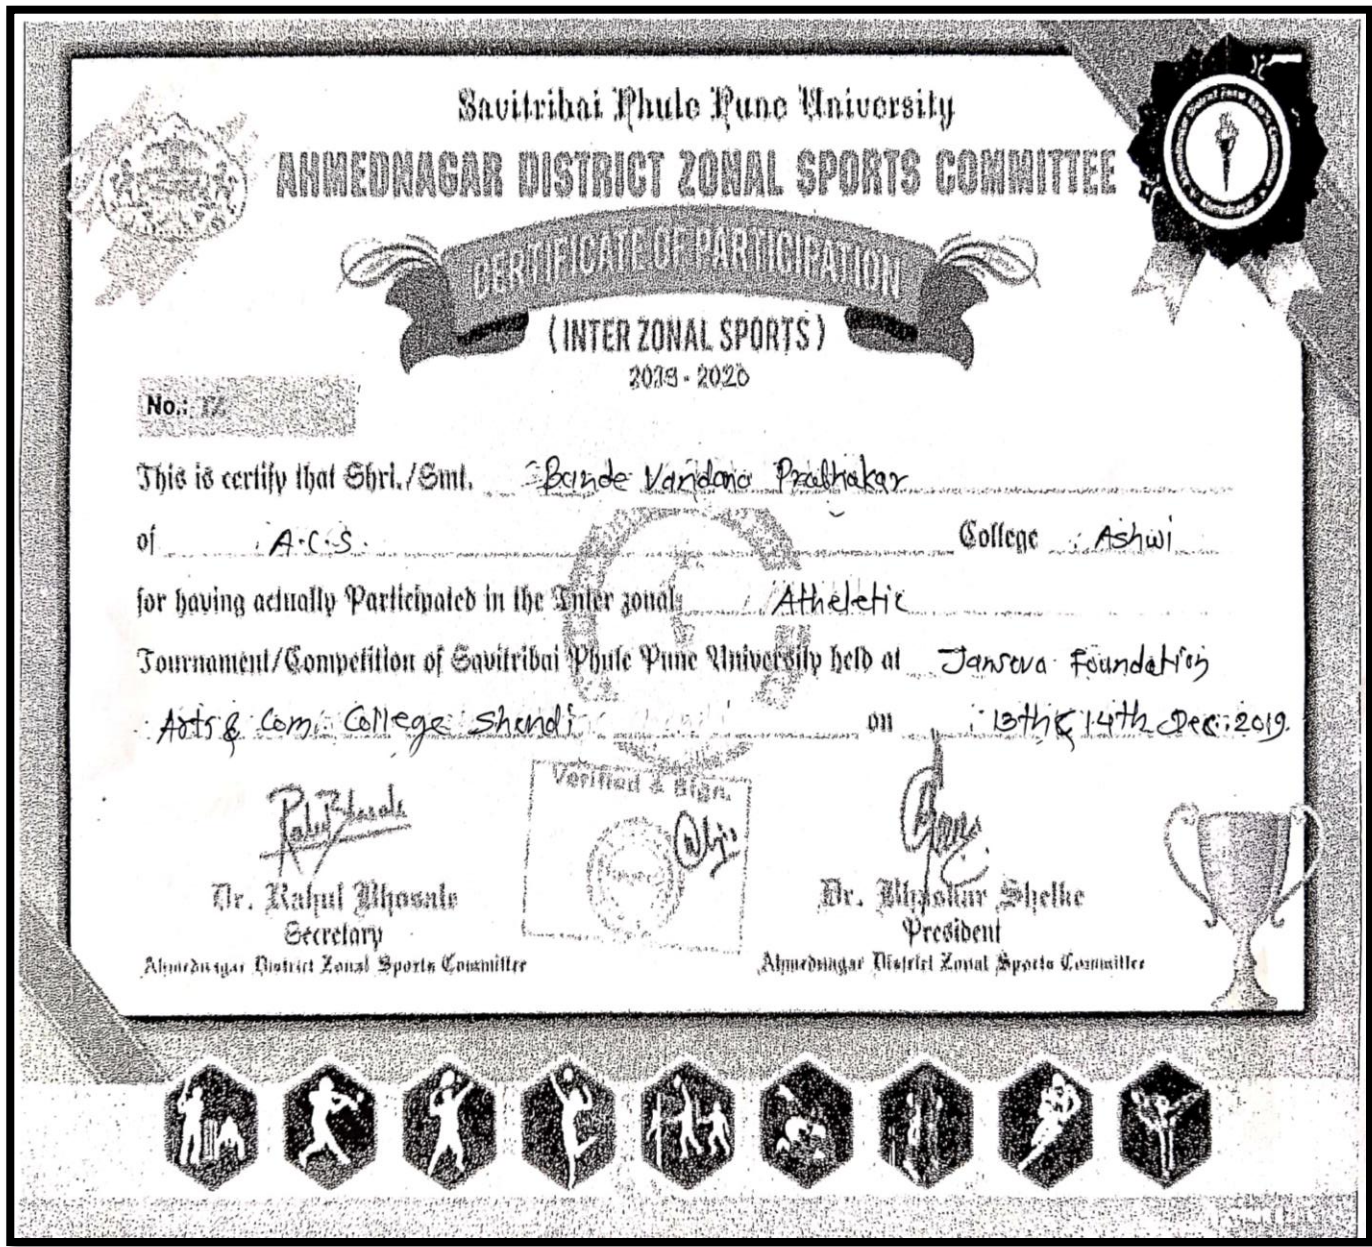 Savitribai Phule Pune University
AHMEDNAGAR DISTRICT ZONAL SPORTS COMMITTEE
CERTIFICATE OF PARTICIPATION
(INTER ZONAL SPORTS)
2019 - 2020
No.:
This is certify that Shri./Smt. Bande Vandana Prabhakar
of A.C.S. College Ashwi
for having actually Participated in the Inter zonal Atheletic
Tournament/Competition of Savitribai Phule Pune University held at Janseva Foundation
Arts & Com. College Shendi on 13th & 14th Dec. 2019.
Verified & Sign.
Dr. Rahul Bhosale
Dr. Bhaskar Shelke
Secretary
President
Ahmednagar District Zonal Sports Committee
Ahmednagar District Zonal Sports Committee